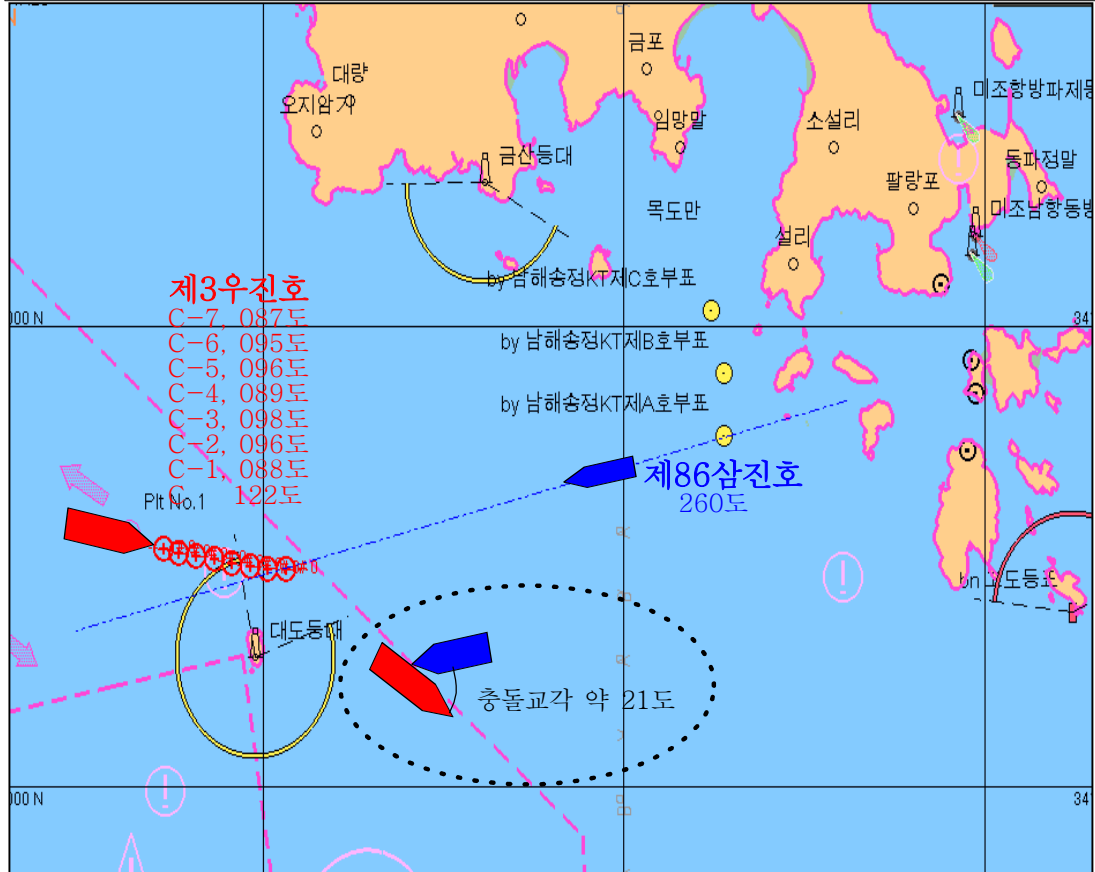 금포
대량
오지암가
임망말
소설리
미조항방파제등
금산등대
동파정말
팔랑포
목도만
미조남항동방
설리
by 남해송정KT제C호부표
제3우진호
C-7, 087도
000 N
34
C-6, 095도
by 남해송정KT제B호부표
C-5, 096도
C-4, 089도
by 남해송정KT제A호부표
C-3, 098도
C-2, 096도
C-1, 088도
제86삼진호
C 122도
260도
Plt No.1
대도등대
충돌교각 약 21도
000 N
34